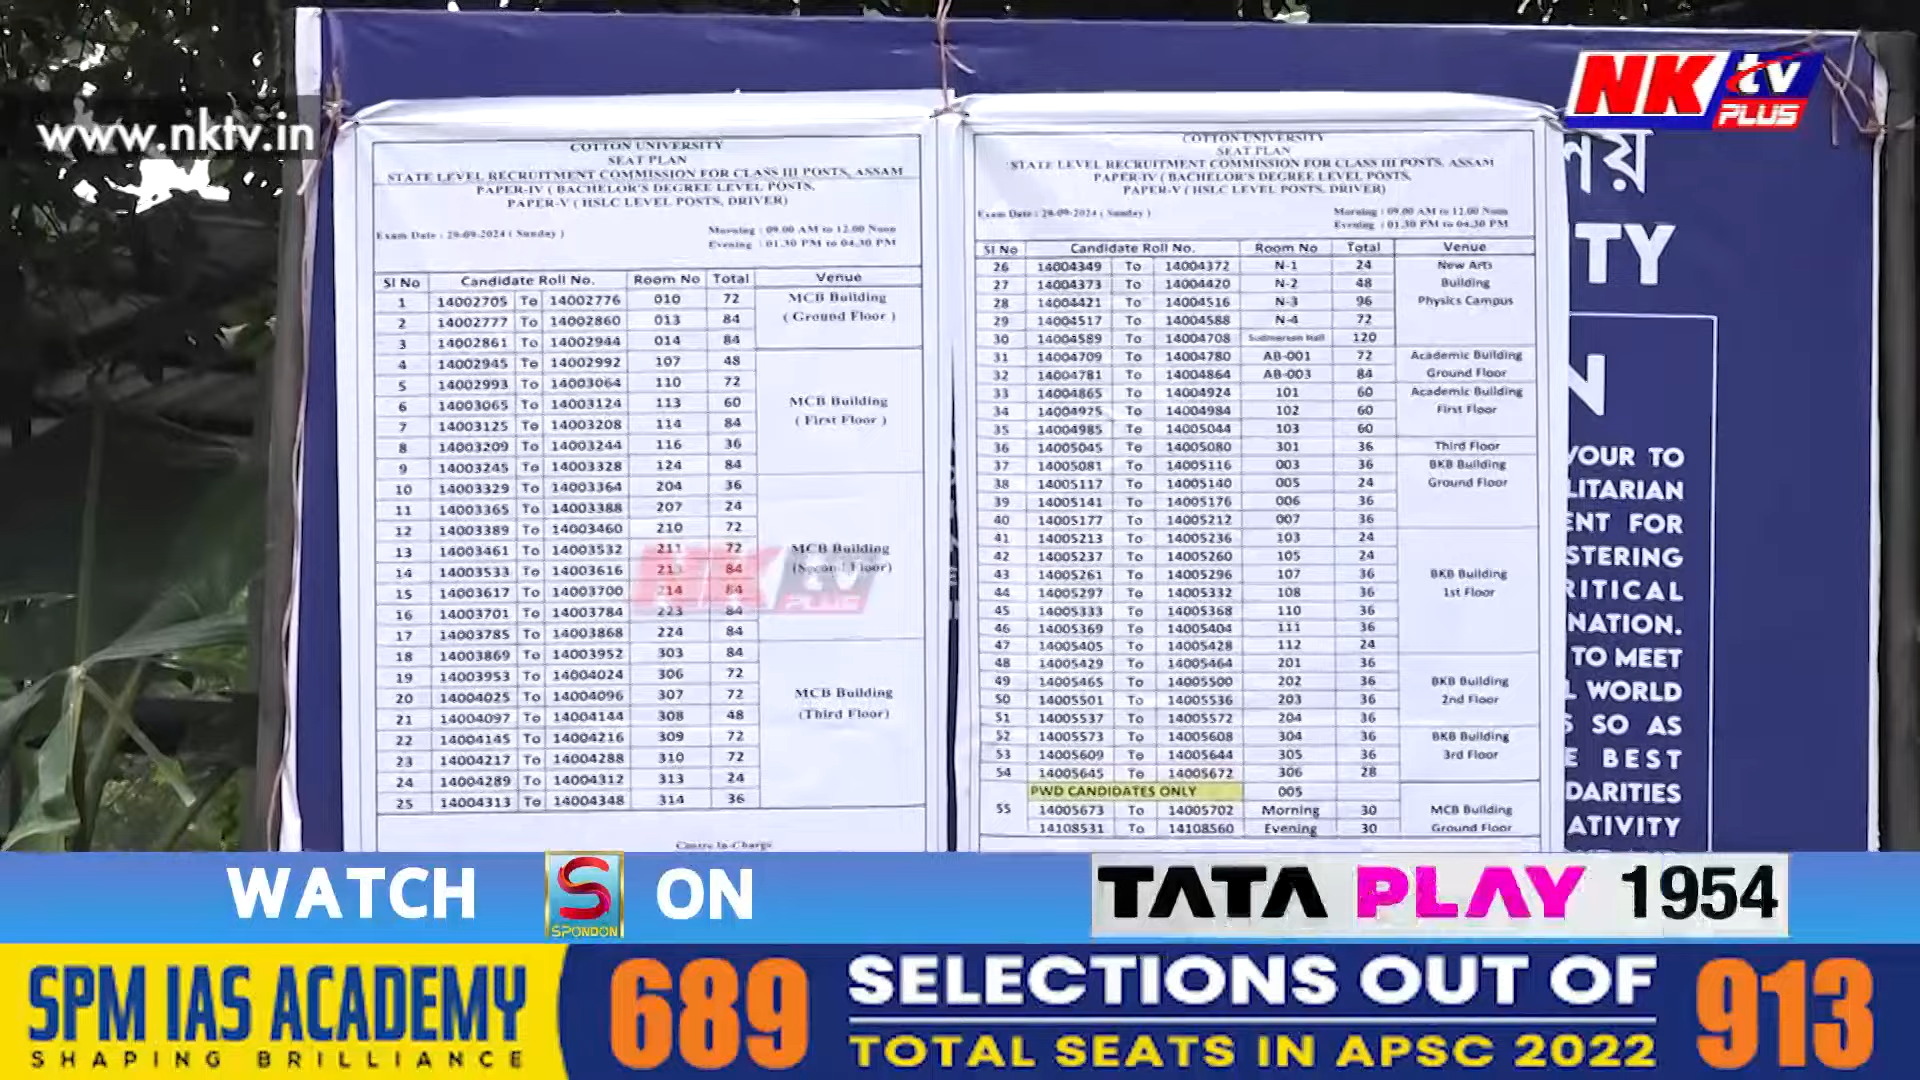 www.nktv.in
NK tv PLUS
COTTON UNIVERSITY
SEAT PLAN
STATE LEVEL RECRUITMENT COMMISSION FOR CLASS III POSTS, ASSAM
PAPER-IV ( BACHELOR'S DEGREE LEVEL POSTS,
PAPER-V ( HSLC LEVEL POSTS, DRIVER)
Exam Date : 29-09-2024 ( Sunday ) Morning : 09.00 AM to 12.00 Noon
Evening : 01.30 PM to 04.30 PM
Sl No Candidate Roll No. Room No Total Venue
1 14002705 To 14002776 010 72 MCB Building
2 14002777 To 14002860 013 84 ( Ground Floor )
3 14002861 To 14002944 014 84
4 14002945 To 14002992 107 48
5 14002993 To 14003064 110 72
6 14003065 To 14003124 113 60 MCB Building
7 14003125 To 14003208 114 84 ( First Floor )
8 14003209 To 14003244 116 36
9 14003245 To 14003328 124 84
10 14003329 To 14003364 204 36
11 14003365 To 14003388 207 24
12 14003389 To 14003460 210 72
13 14003461 To 14003532 211 72 MCB Building
14 14003533 To 14003616 213 84 (Second Floor)
15 14003617 To 14003700 214 84
16 14003701 To 14003784 223 84
17 14003785 To 14003868 224 84
18 14003869 To 14003952 303 84
19 14003953 To 14004024 306 72
20 14004025 To 14004096 307 72 MCB Building
21 14004097 To 14004144 308 48 (Third Floor)
22 14004145 To 14004216 309 72
23 14004217 To 14004288 310 72
24 14004289 To 14004312 313 24
25 14004313 To 14004348 314 36
Centre In-Charge
COTTON UNIVERSITY
SEAT PLAN
STATE LEVEL RECRUITMENT COMMISSION FOR CLASS III POSTS, ASSAM
PAPER-IV ( BACHELOR'S DEGREE LEVEL POSTS,
PAPER-V ( HSLC LEVEL POSTS, DRIVER)
Exam Date : 29-09-2024 ( Sunday ) Morning : 09.00 AM to 12.00 Noon
Evening : 01.30 PM to 04.30 PM
Sl No Candidate Roll No. Room No Total Venue
26 14004349 To 14004372 N-1 24 New Arts
27 14004373 To 14004420 N-2 48 Building
28 14004421 To 14004516 N-3 96 Physics Campus
29 14004517 To 14004588 N-4 72
30 14004589 To 14004708 Sudmerson Hall 120
31 14004709 To 14004780 AB-001 72 Academic Building
32 14004781 To 14004864 AB-003 84 Ground Floor
33 14004865 To 14004924 101 60 Academic Building
34 14004925 To 14004984 102 60 First Floor
35 14004985 To 14005044 103 60
36 14005045 To 14005080 301 36 Third Floor
37 14005081 To 14005116 003 36 BKB Building
38 14005117 To 14005140 005 24 Ground Floor
39 14005141 To 14005176 006 36
40 14005177 To 14005212 007 36
41 14005213 To 14005236 103 24
42 14005237 To 14005260 105 24
43 14005261 To 14005296 107 36 BKB Building
44 14005297 To 14005332 108 36 1st Floor
45 14005333 To 14005368 110 36
46 14005369 To 14005404 111 36
47 14005405 To 14005428 112 24
48 14005429 To 14005464 201 36
49 14005465 To 14005500 202 36 BKB Building
50 14005501 To 14005536 203 36 2nd Floor
51 14005537 To 14005572 204 36
52 14005573 To 14005608 304 36 BKB Building
53 14005609 To 14005644 305 36 3rd Floor
54 14005645 To 14005672 306 28
PWD CANDIDATES ONLY 005
55 14005673 To 14005702 Morning 30 MCB Building
14108531 To 14108560 Evening 30 Ground Floor
NK tv PLUS
TY
N
YOUR TO
LITARIAN
ENT FOR
STERING
RITICAL
NATION.
TO MEET
WORLD
SO AS
BEST
DARITIES
ATIVITY
WATCH S SPONDON ON TATA PLAY 1954
SPM IAS ACADEMY
SHAPING BRILLIANCE
689 SELECTIONS OUT OF 913
TOTAL SEATS IN APSC 2022